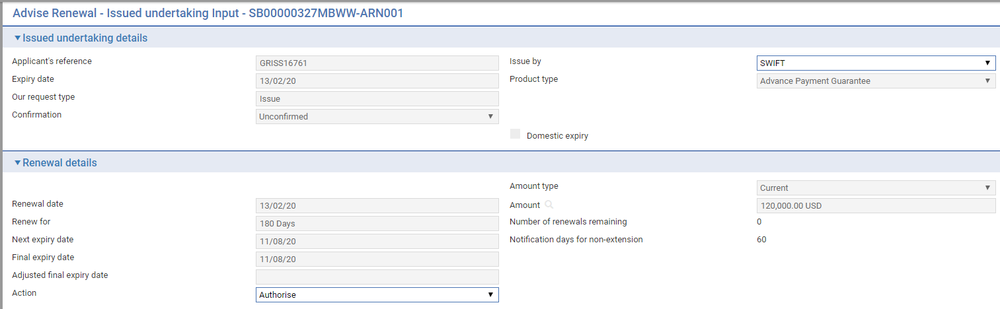 Advise Renewal - Issued undertaking Input - SB00000327MBWW-ARN001
Issued undertaking details
Applicant's reference GRISS16761 Issue by SWIFT
Expiry date 13/02/20 Product type Advance Payment Guarantee
Our request type Issue
Confirmation Unconfirmed
Domestic expiry
Renewal details
Amount type Current
Renewal date 13/02/20 Amount 120,000.00 USD
Renew for 180 Days Number of renewals remaining 0
Next expiry date 11/08/20 Notification days for non-extension 60
Final expiry date 11/08/20
Adjusted final expiry date
Action Authorise